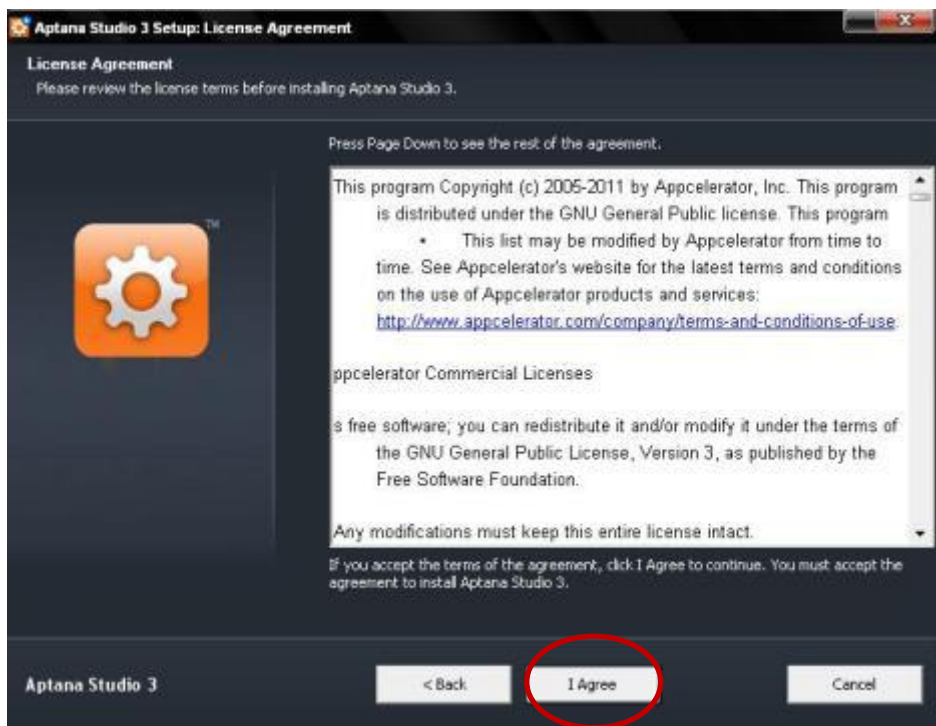 Aptana Studio 3 Setup: License Agreement
License Agreement
Please review the license terms before installing Aptana Studio 3.
Press Page Down to see the rest of the agreement.
TM
This program Copyright (c) 2005-2011 by Appcelerator, Inc. This program
is distributed under the GNU General Public license. This program
• This list may be modified by Appcelerator from time to
time. See Appcelerator's website for the latest terms and conditions
on the use of Appcelerator products and services:
http://www.appcelerator.com/company/terms-and-conditions-of-use.
ppcelerator Commercial Licenses
s free software; you can redistribute it and/or modify it under the terms of
the GNU General Public License, Version 3, as published by the
Free Software Foundation.
Any modifications must keep this entire license intact.
If you accept the terms of the agreement, click I Agree to continue. You must accept the
agreement to install Aptana Studio 3.
Aptana Studio 3
< Back
I Agree
Cancel